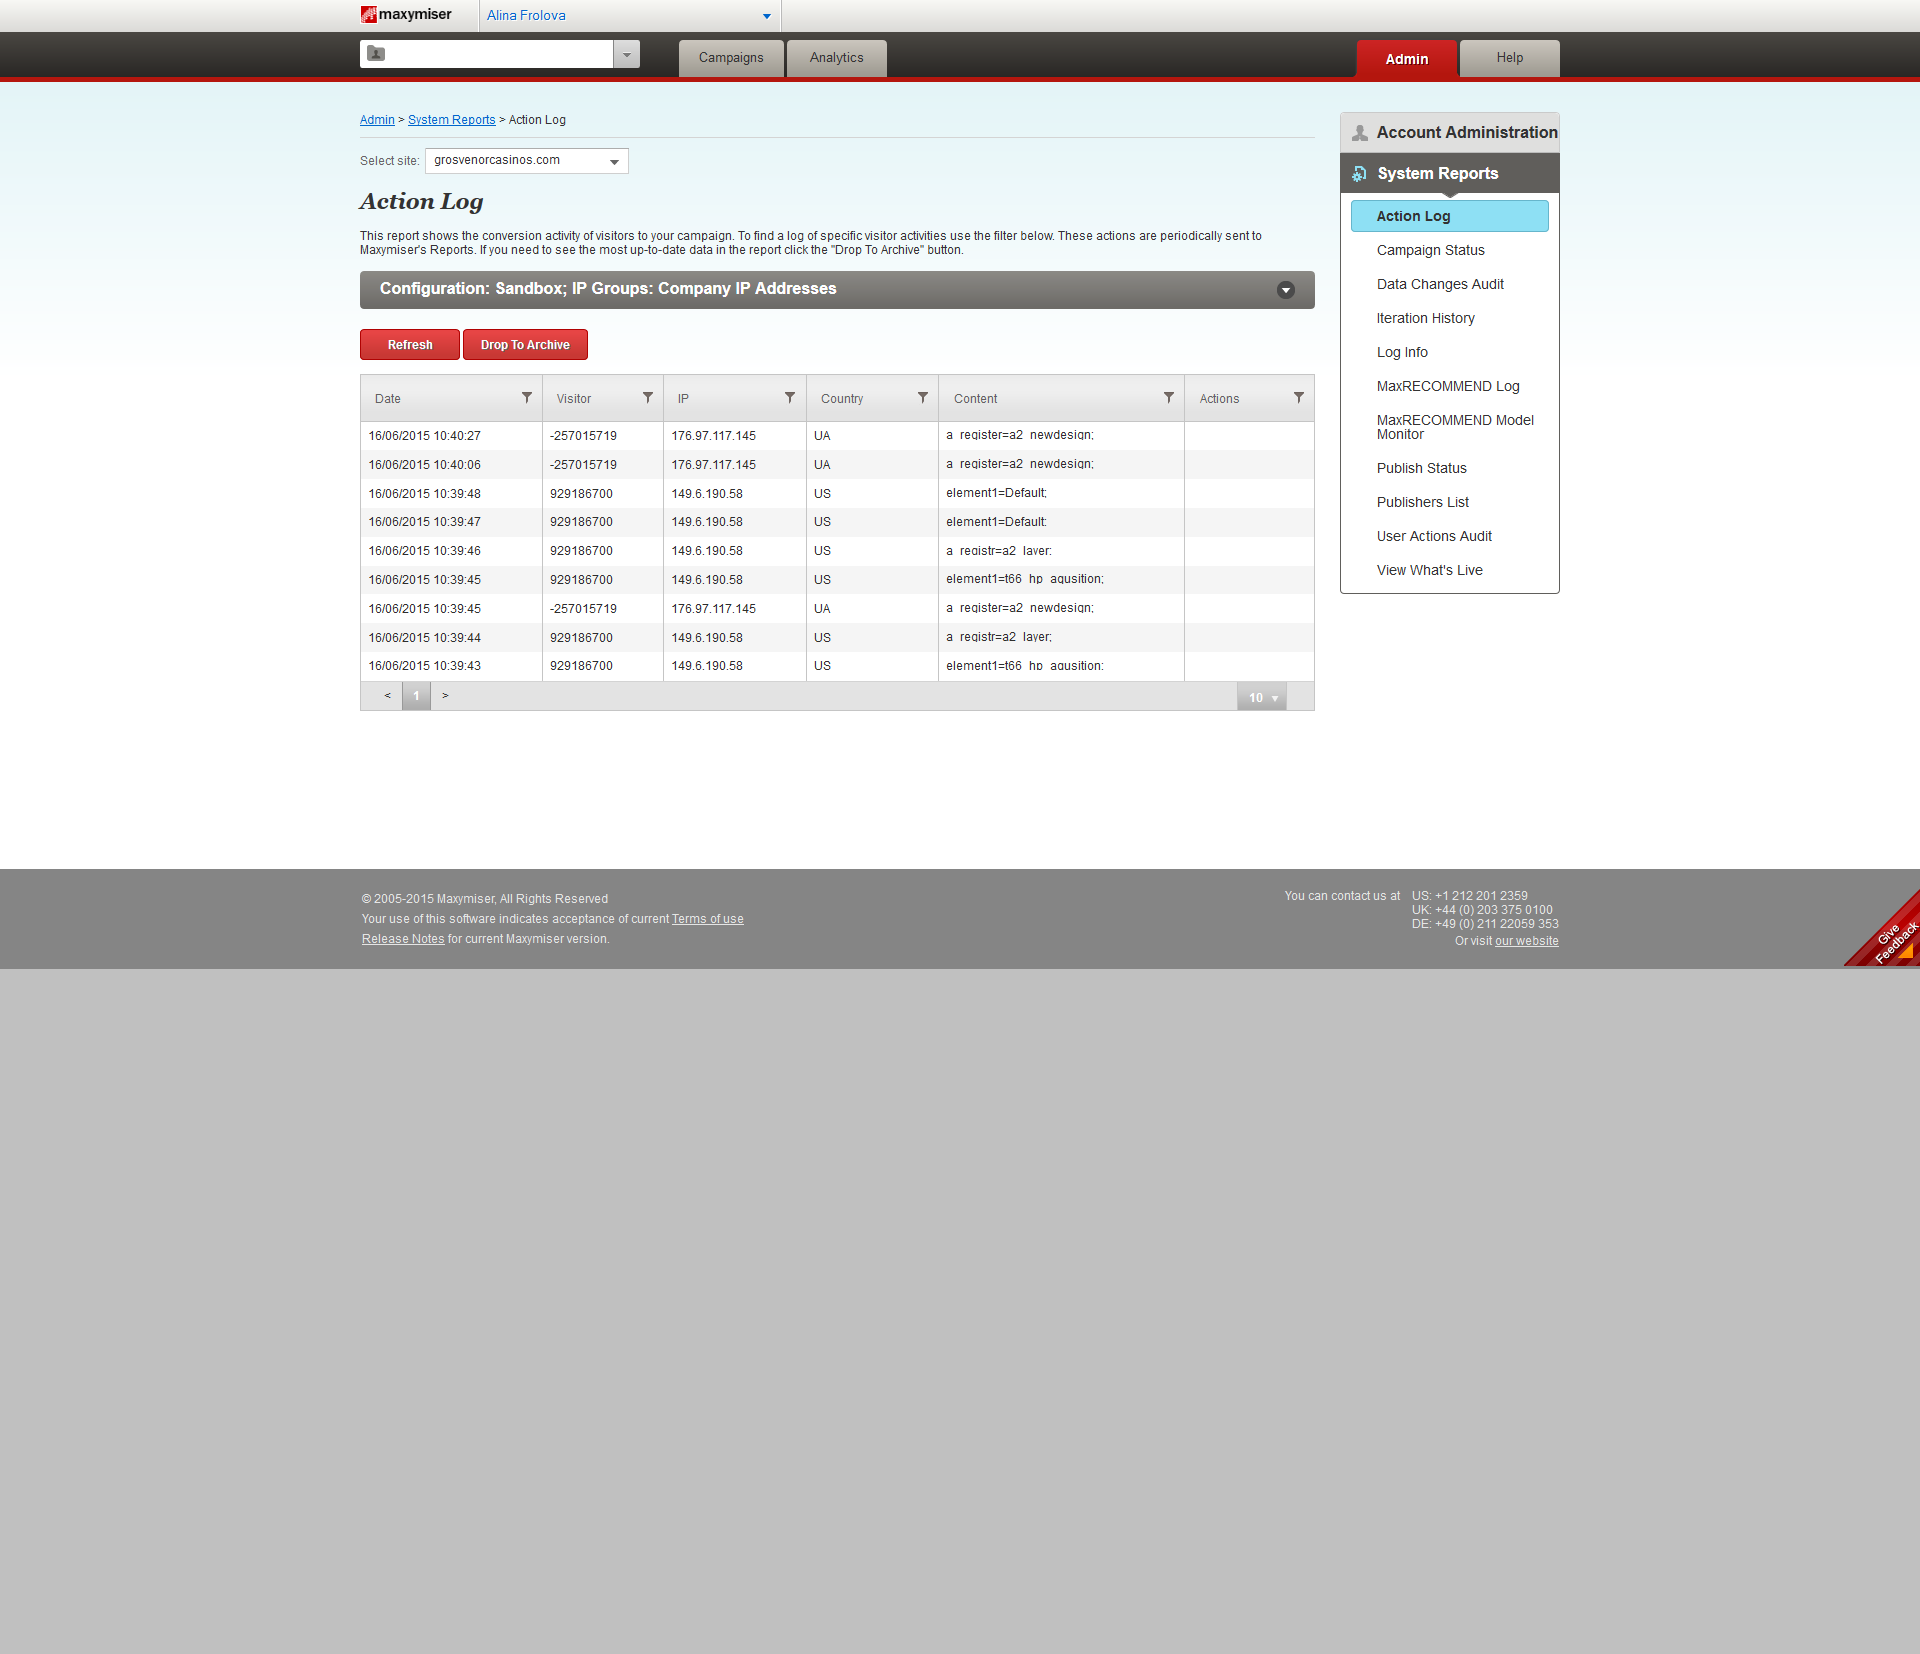 maxymiser
Alina Frolova
Campaigns
Analytics
Admin
Help
Admin > System Reports > Action Log
Select site: grosvenorcasinos.com
Action Log
This report shows the conversion activity of visitors to your campaign. To find a log of specific visitor activities use the filter below. These actions are periodically sent to
Maxymiser's Reports. If you need to see the most up-to-date data in the report click the "Drop To Archive" button.
Configuration: Sandbox; IP Groups: Company IP Addresses
Refresh
Drop To Archive
Date Visitor IP Country Content Actions
16/06/2015 10:40:27 -257015719 176.97.117.145 UA a_register=a2_newdesign;
16/06/2015 10:40:06 -257015719 176.97.117.145 UA a_register=a2_newdesign;
16/06/2015 10:39:48 929186700 149.6.190.58 US element1=Default;
16/06/2015 10:39:47 929186700 149.6.190.58 US element1=Default;
16/06/2015 10:39:46 929186700 149.6.190.58 US a_registr=a2_layer;
16/06/2015 10:39:45 929186700 149.6.190.58 US element1=t66_hp_aqusition;
16/06/2015 10:39:45 -257015719 176.97.117.145 UA a_register=a2_newdesign;
16/06/2015 10:39:44 929186700 149.6.190.58 US a_registr=a2_layer;
16/06/2015 10:39:43 929186700 149.6.190.58 US element1=t66_hp_aqusition;
< 1 >
10
Account Administration
System Reports
Action Log
Campaign Status
Data Changes Audit
Iteration History
Log Info
MaxRECOMMEND Log
MaxRECOMMEND Model
Monitor
Publish Status
Publishers List
User Actions Audit
View What's Live
© 2005-2015 Maxymiser, All Rights Reserved
Your use of this software indicates acceptance of current Terms of use
Release Notes for current Maxymiser version.
You can contact us at US: +1 212 201 2359
UK: +44 (0) 203 375 0100
DE: +49 (0) 211 22059 353
Or visit our website
Give
Feedback